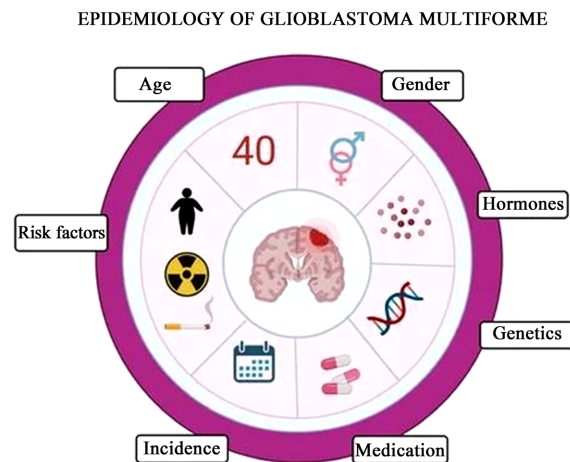 EPIDEMIOLOGY OF GLIOBLASTOMA MULTIFORME
Age
Gender
40
Hormones
Risk factors
Genetics
Incidence
Medication